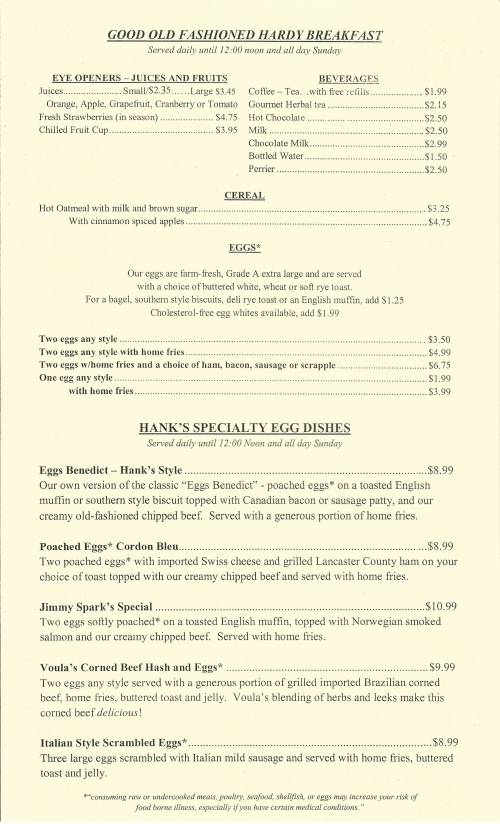 GOOD OLD FASHIONED HARDY BREAKFAST
Served daily until 12:00 noon and all day Sunday
EYE OPENERS – JUICES AND FRUITS
Juices......................Small/$2.35......Large $3.45
Orange, Apple, Grapefruit, Cranberry or Tomato
Fresh Strawberries (in season) .................... $4.75
Chilled Fruit Cup........................................ $3.95
BEVERAGES
Coffee – Tea...with free refills.................... $1.99
Gourmet Herbal tea .................................... $2.15
Hot Chocolate ............................................ $2.50
Milk .......................................................... $2.50
Chocolate Milk.......................................... $2.99
Bottled Water............................................ $1.50
Perrier ...................................................... $2.50
CEREAL
Hot Oatmeal with milk and brown sugar.................................................... $3.25
With cinnamon spiced apples.................................................... $4.75
EGGS*
Our eggs are farm-fresh, Grade A extra large and are served
with a choice of buttered white, wheat or soft rye toast.
For a bagel, southern style biscuits, deli rye toast or an English muffin, add $1.25
Cholesterol-free egg whites available, add $1.99
Two eggs any style .................................................... $3.50
Two eggs any style with home fries.................................................... $4.99
Two eggs w/home fries and a choice of ham, bacon, sausage or scrapple ........................ $6.75
One egg any style .................................................... $1.99
with home fries.................................................... $3.99
HANK'S SPECIALTY EGG DISHES
Served daily until 12:00 Noon and all day Sunday
Eggs Benedict – Hank's Style ....................................................$8.99
Our own version of the classic "Eggs Benedict" - poached eggs* on a toasted English
muffin or southern style biscuit topped with Canadian bacon or sausage patty, and our
creamy old-fashioned chipped beef. Served with a generous portion of home fries.
Poached Eggs* Cordon Bleu....................................................$8.99
Two poached eggs* with imported Swiss cheese and grilled Lancaster County ham on your
choice of toast topped with our creamy chipped beef and served with home fries.
Jimmy Spark's Special ....................................................$10.99
Two eggs softly poached* on a toasted English muffin, topped with Norwegian smoked
salmon and our creamy chipped beef. Served with home fries.
Voula's Corned Beef Hash and Eggs* ....................................................$9.99
Two eggs any style served with a generous portion of grilled imported Brazilian corned
beef, home fries, buttered toast and jelly. Voula's blending of herbs and leeks make this
corned beef delicious!
Italian Style Scrambled Eggs*....................................................$8.99
Three large eggs scrambled with Italian mild sausage and served with home fries, buttered
toast and jelly.
*"consuming raw or undercooked meats, poultry, seafood, shellfish, or eggs may increase your risk of
food borne illness, especially if you have certain medical conditions."